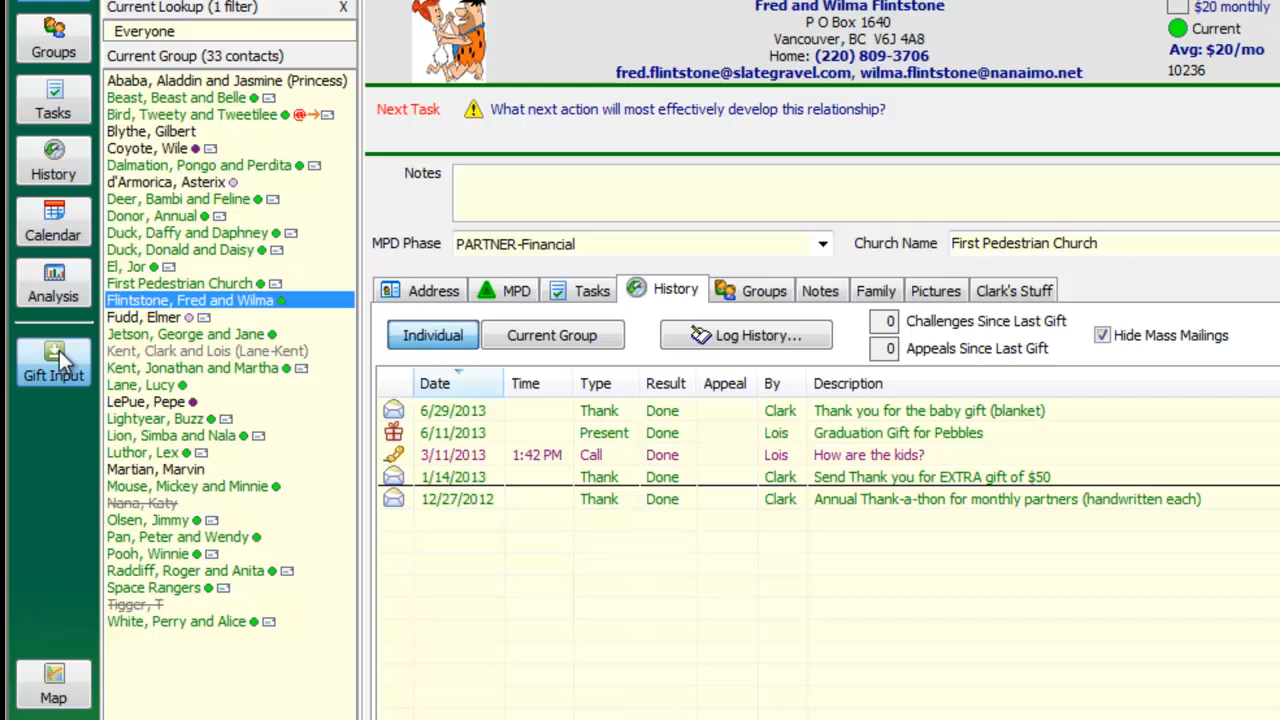 Groups
Tasks
History
Calendar
Analysis
Gift Input
Map
Current Lookup (1 filter) X
Everyone
Current Group (33 contacts)
Ababa, Aladdin and Jasmine (Princess)
Beast, Beast and Belle
Bird, Tweety and Tweetlee
Blythe, Gilbert
Coyote, Wile
Dalmation, Pongo and Perdita
d'Armorica, Asterix
Deer, Bambi and Feline
Donor, Annual
Duck, Daffy and Daphney
Duck, Donald and Daisy
El, Jor
First Pedestrian Church
Flintstone, Fred and Wilma
Fudd, Elmer
Jetson, George and Jane
Kent, Clark and Lois (Lane-Kent)
Kent, Jonathan and Martha
Lane, Lucy
LePue, Pepe
Lightyear, Buzz
Lion, Simba and Nala
Luthor, Lex
Martian, Marvin
Mouse, Mickey and Minnie
Nana, Katy
Olsen, Jimmy
Pan, Peter and Wendy
Pooh, Winnie
Radcliff, Roger and Anita
Space Rangers
Tigger, T
White, Perry and Alice
Fred and Wilma Flintstone
P O Box 1640
Vancouver, BC V6J 4A8
Home: (220) 809-3706
fred.flintstone@slategravel.com, wilma.flintstone@nanaimo.net
$20 monthly
Current
Avg: $20/mo
10236
Next Task What next action will most effectively develop this relationship?
Notes
MPD Phase PARTNER-Financial Church Name First Pedestrian Church
Address MPD Tasks History Groups Notes Family Pictures Clark's Stuff
Individual Current Group Log History... 0 Challenges Since Last Gift
0 Appeals Since Last Gift
Hide Mass Mailings
Date Time Type Result Appeal By Description
6/29/2013 Thank Done Clark Thank you for the baby gift (blanket)
6/11/2013 Present Done Lois Graduation Gift for Pebbles
3/11/2013 1:42 PM Call Done Lois How are the kids?
1/14/2013 Thank Done Clark Send Thank you for EXTRA gift of $50
12/27/2012 Thank Done Clark Annual Thank-a-thon for monthly partners (handwritten each)